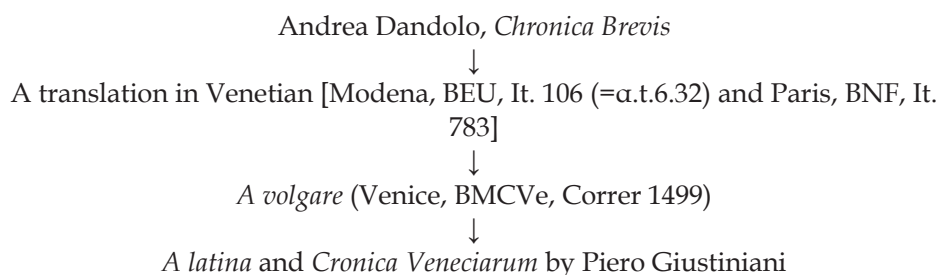 Andrea Dandolo, Chronica Brevis
↓
A translation in Venetian [Modena, BEU, It. 106 (=α.t.6.32) and Paris, BNF, It.
783]
↓
A volgare (Venice, BMCVe, Correr 1499)
↓
A latina and Cronica Veneciarum by Piero Giustiniani